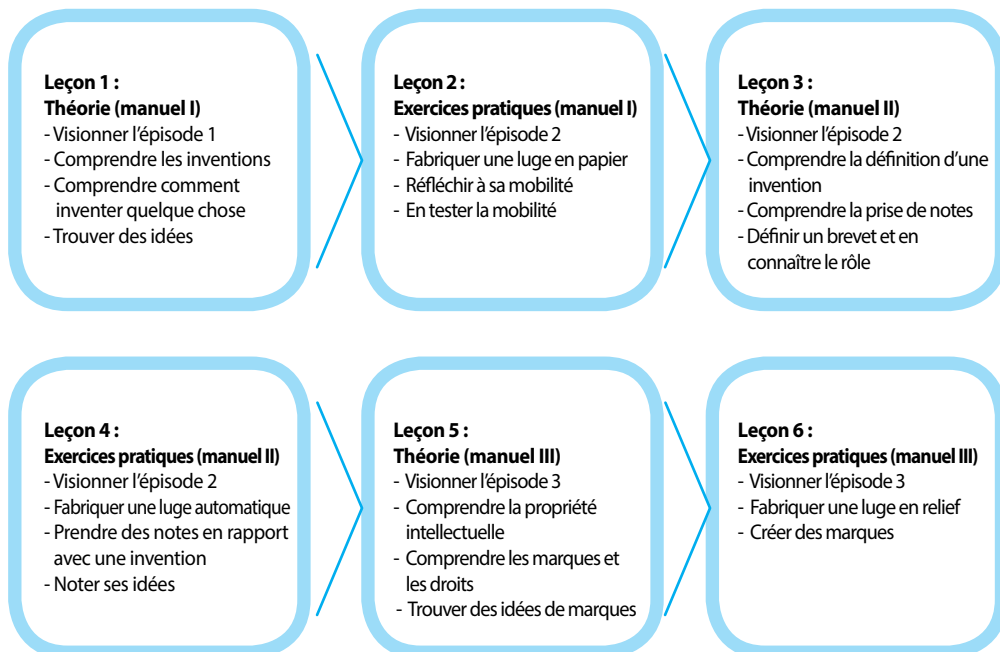 Leçon 1 :
Théorie (manuel I)
- Visionner l’épisode 1
- Comprendre les inventions
- Comprendre comment
inventer quelque chose
- Trouver des idées
Leçon 2 :
Exercices pratiques (manuel I)
- Visionner l’épisode 2
- Fabriquer une luge en papier
- Réfléchir à sa mobilité
- En tester la mobilité
Leçon 3 :
Théorie (manuel II)
- Visionner l’épisode 2
- Comprendre la définition d’une
invention
- Comprendre la prise de notes
- Définir un brevet et en
connaître le rôle
Leçon 4 :
Exercices pratiques (manuel II)
- Visionner l’épisode 2
- Fabriquer une luge automatique
- Prendre des notes en rapport
avec une invention
- Noter ses idées
Leçon 5 :
Théorie (manuel III)
- Visionner l’épisode 3
- Comprendre la propriété
intellectuelle
- Comprendre les marques et
les droits
- Trouver des idées de marques
Leçon 6 :
Exercices pratiques (manuel III)
- Visionner l’épisode 3
- Fabriquer une luge en relief
- Créer des marques